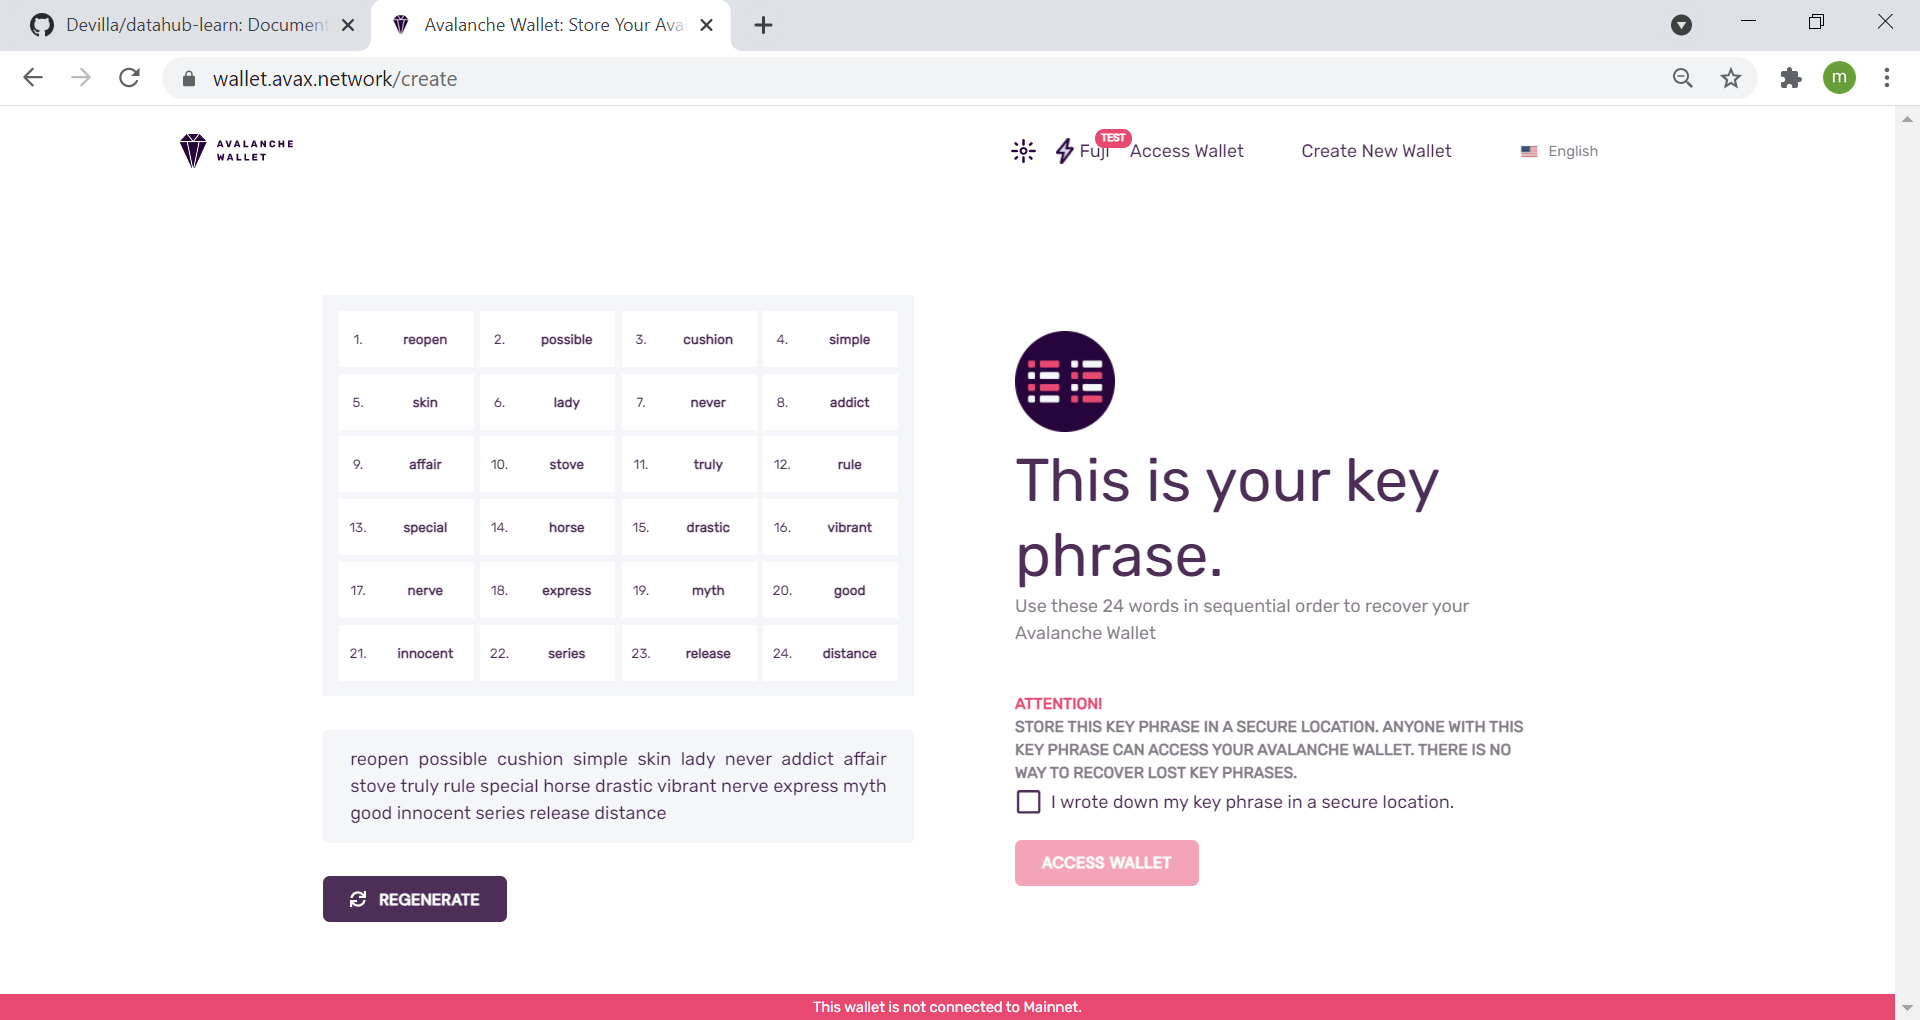 Devilla/datahub-learn: Document
Avalanche Wallet: Store Your Ava
wallet.avax.network/create
m
AVALANCHE
WALLET
Fuji
TEST
Access Wallet
Create New Wallet
English
1. reopen 2. possible 3. cushion 4. simple
5. skin 6. lady 7. never 8. addict
9. affair 10. stove 11. truly 12. rule
13. special 14. horse 15. drastic 16. vibrant
17. nerve 18. express 19. myth 20. good
21. innocent 22. series 23. release 24. distance
reopen possible cushion simple skin lady never addict affair
stove truly rule special horse drastic vibrant nerve express myth
good innocent series release distance
REGENERATE
This is your key
phrase.
Use these 24 words in sequential order to recover your
Avalanche Wallet
ATTENTION!
STORE THIS KEY PHRASE IN A SECURE LOCATION. ANYONE WITH THIS
KEY PHRASE CAN ACCESS YOUR AVALANCHE WALLET. THERE IS NO
WAY TO RECOVER LOST KEY PHRASES.
I wrote down my key phrase in a secure location.
ACCESS WALLET
This wallet is not connected to Mainnet.